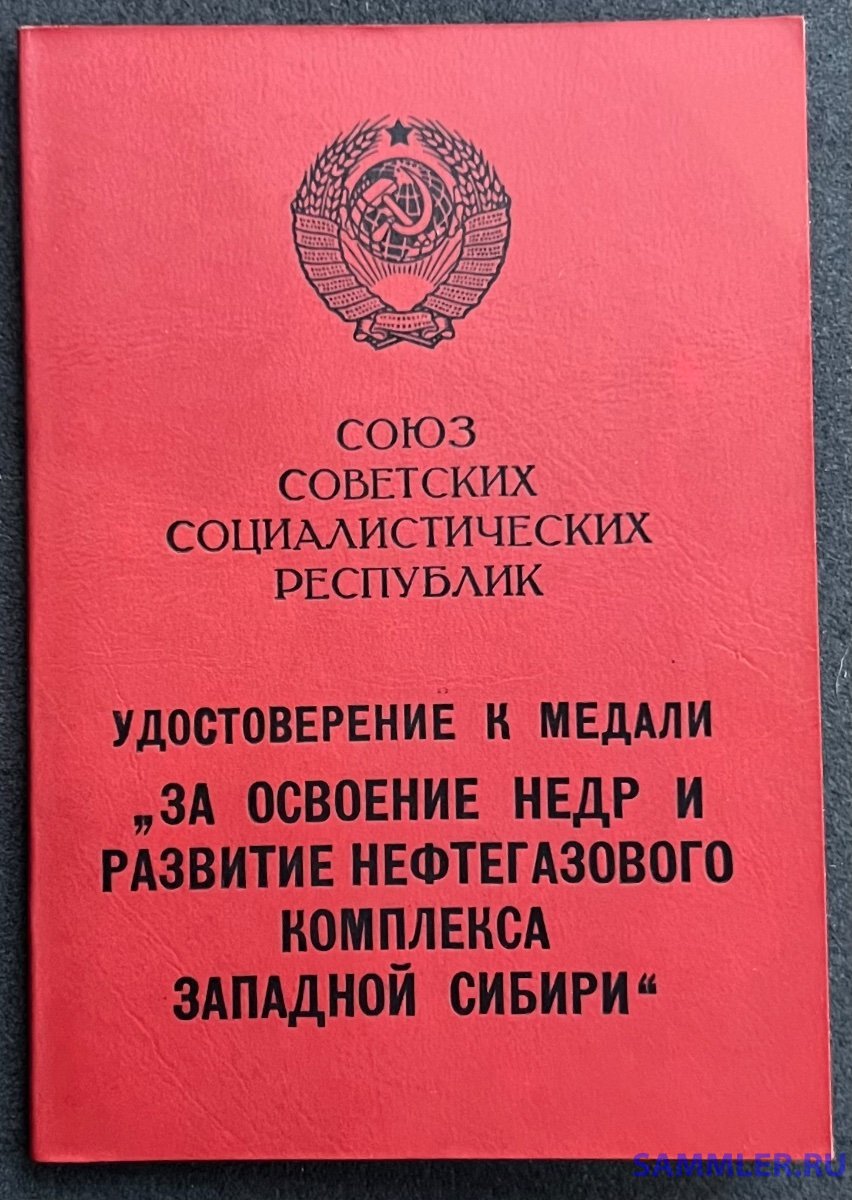 СОЮЗ
СОВЕТСКИХ
СОЦИАЛИСТИЧЕСКИХ
РЕСПУБЛИК
УДОСТОВЕРЕНИЕ К МЕДАЛИ
„ЗА ОСВОЕНИЕ НЕДР И
РАЗВИТИЕ НЕФТЕГАЗОВОГО
КОМПЛЕКСА
ЗАПАДНОЙ СИБИРИ“
SAMMLER.RU